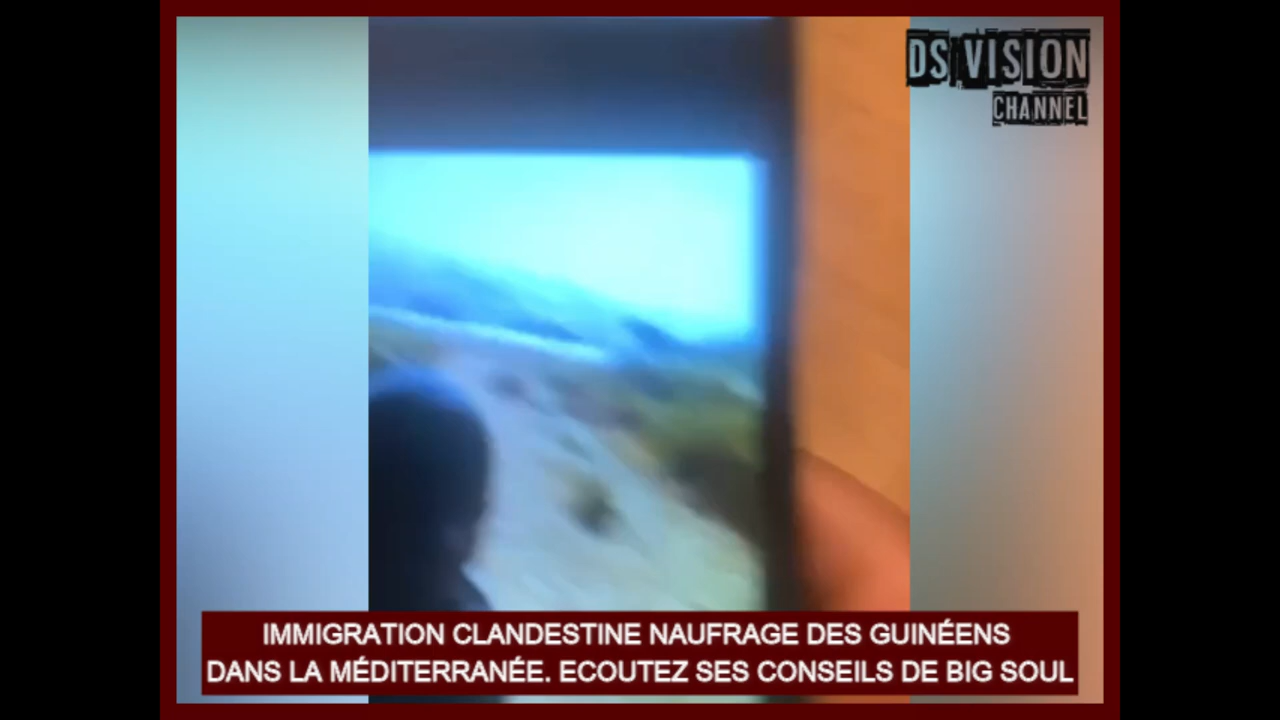 DS VISION
CHANNEL
IMMIGRATION CLANDESTINE NAUFRAGE DES GUINÉENS
DANS LA MÉDITERRANÉE. ECOUTEZ SES CONSEILS DE BIG SOUL